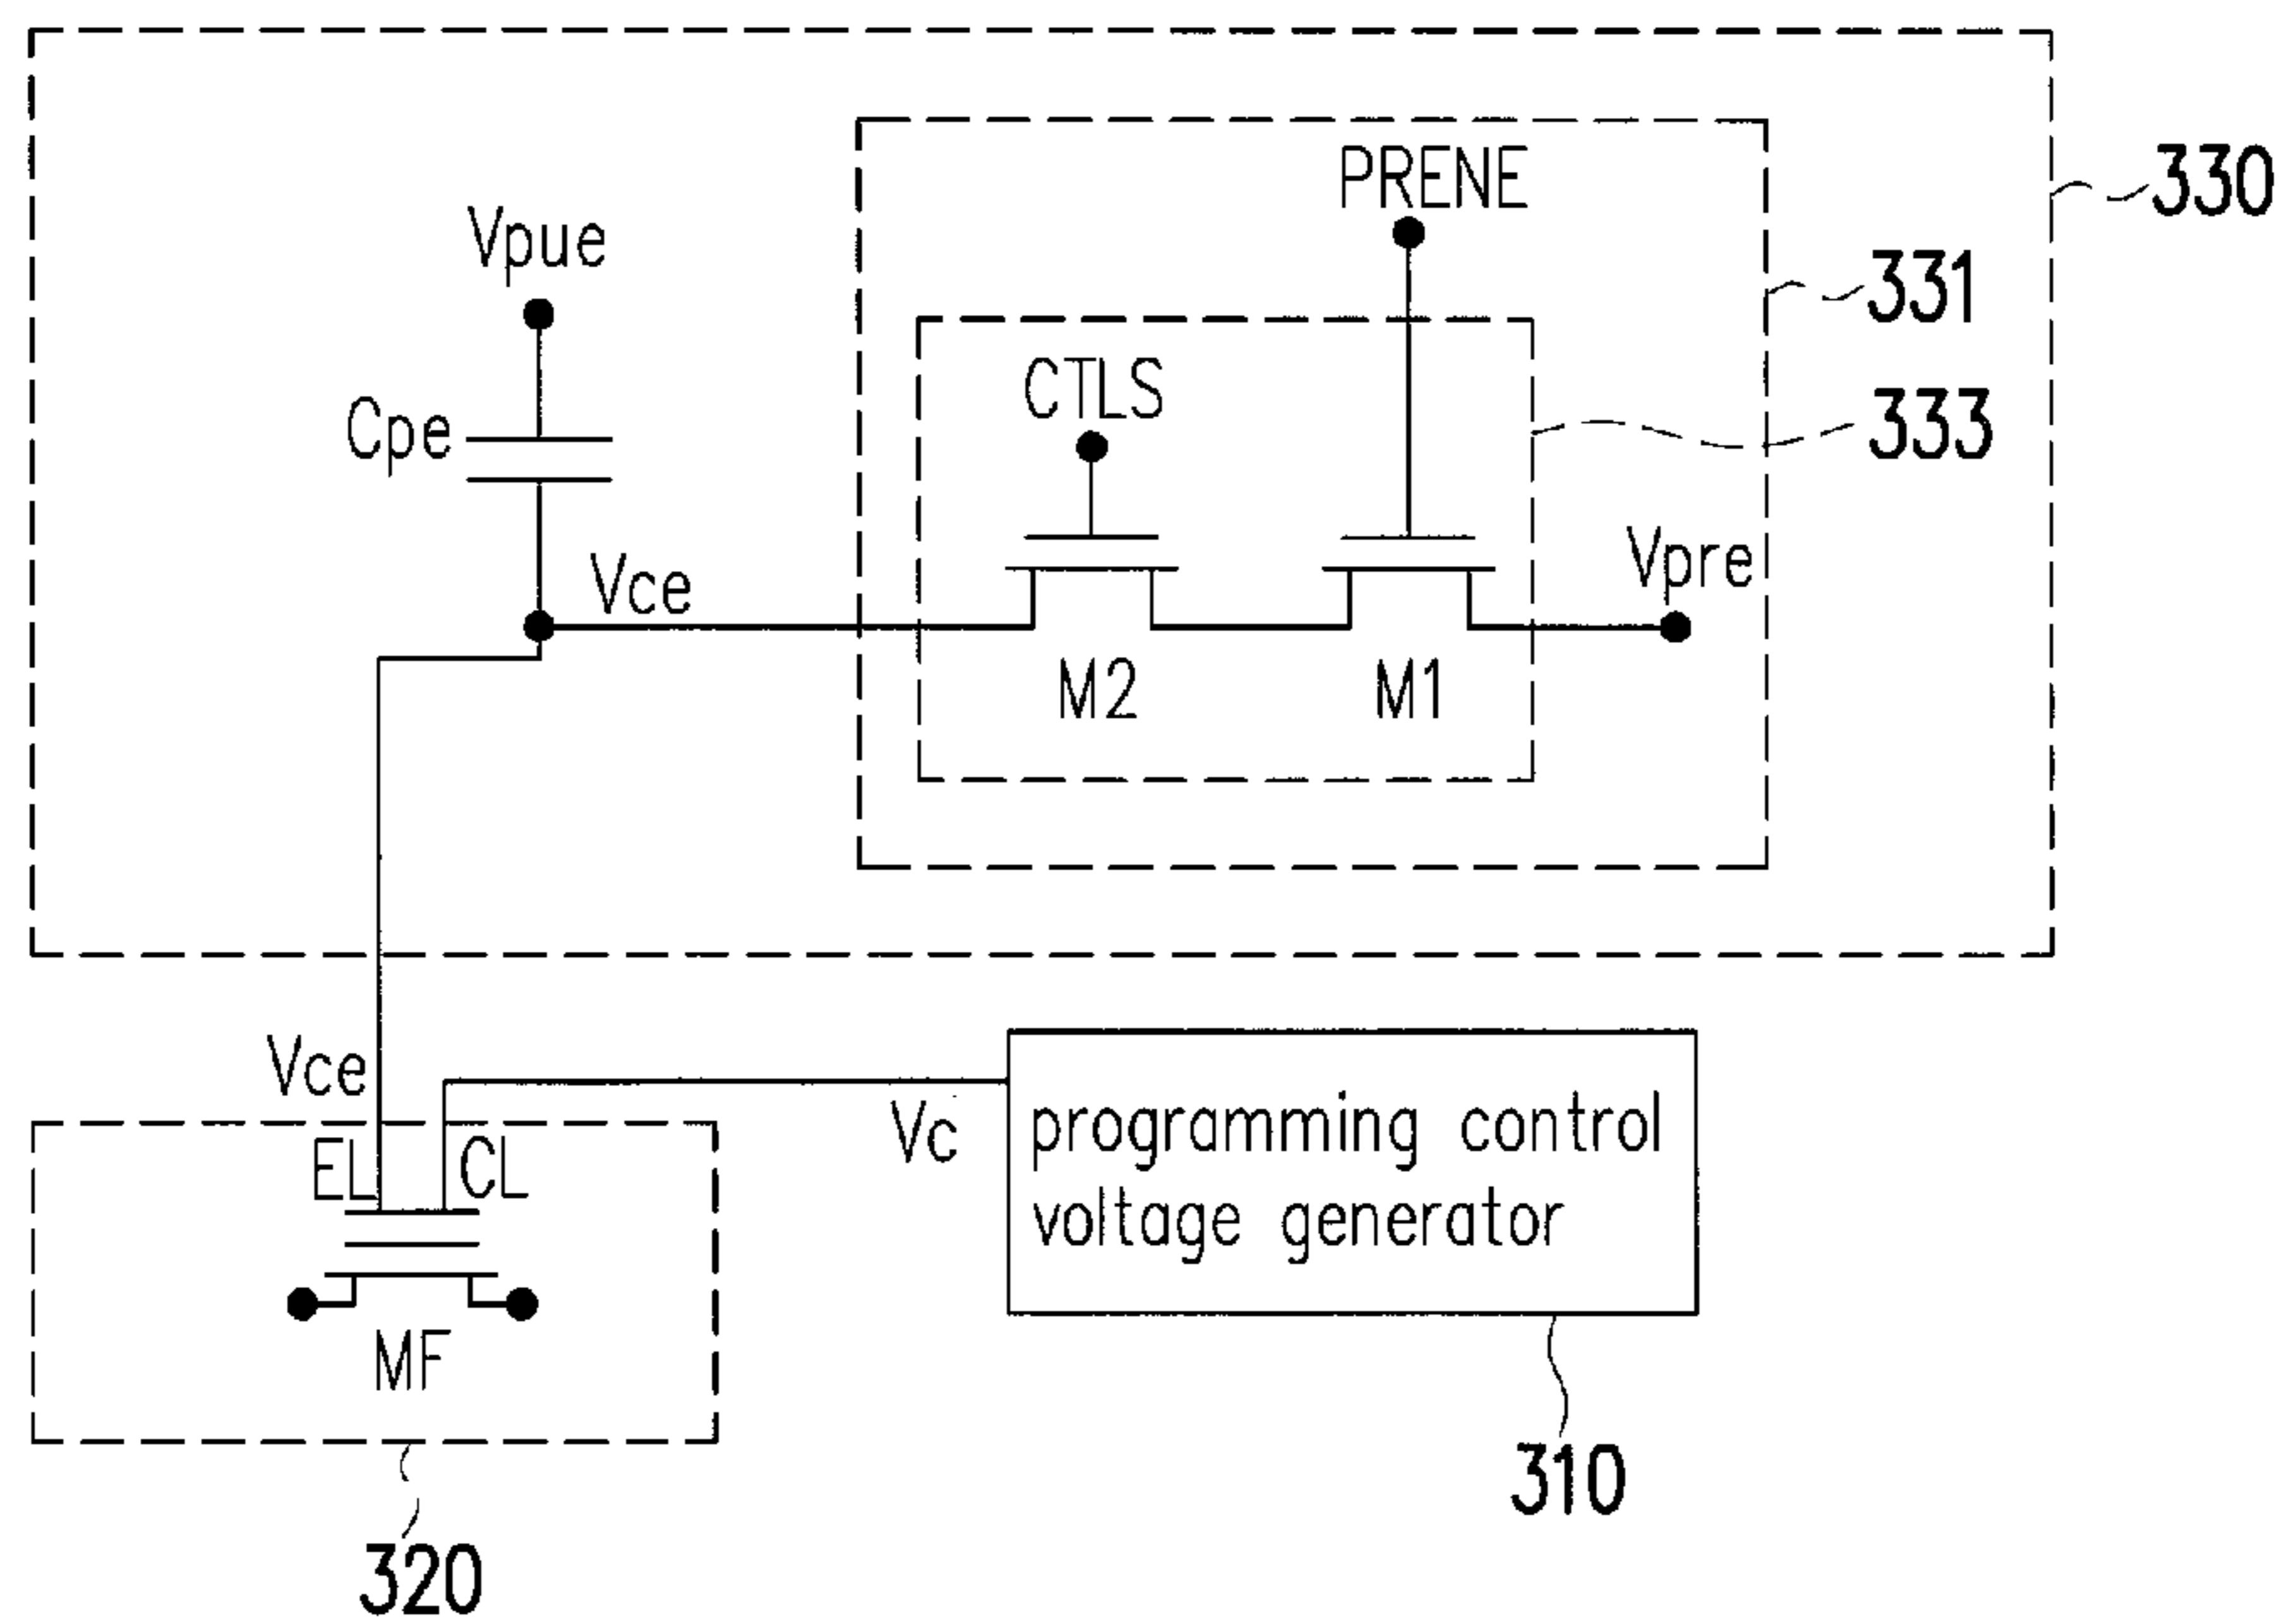 PRENE
330
Vpue
331
CTLS
333
Cpe
Vpre
Vce
M2
M1
Vce
Vc
programming control
voltage generator
EL
CL
MF
310
320